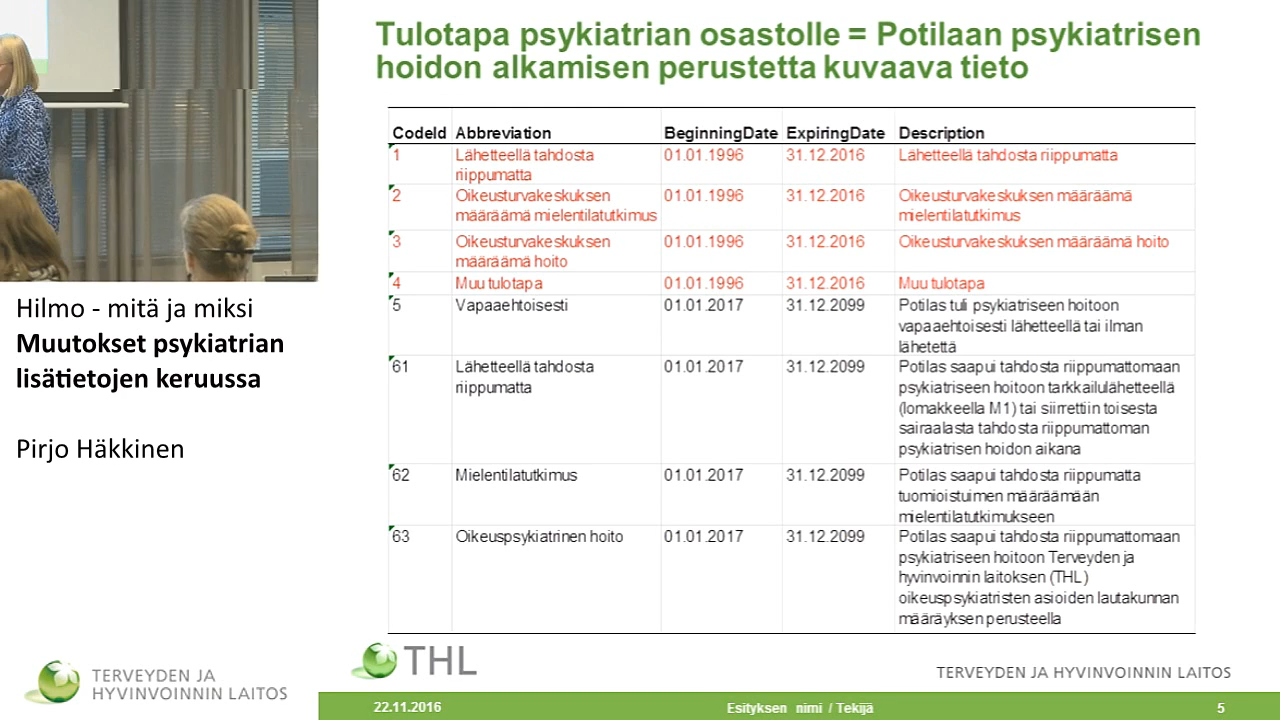 Tulotapa psykiatrian osastolle = Potilaan psykiatrisen
hoidon alkamisen perustetta kuvaava tieto
CodeId Abbreviation BeginningDate ExpiringDate Description
1 Lähetteellä tahdosta 01.01.1996 31.12.2016 Lähetteellä tahdosta riippumatta
riippumatta
2 Oikeusturvakeskuksen 01.01.1996 31.12.2016 Oikeusturvakeskuksen määräämä
määräämä mielentilatutkimus mielentilatutkimus
3 Oikeusturvakeskuksen 01.01.1996 31.12.2016 Oikeusturvakeskuksen määräämä hoito
määräämä hoito
4 Muu tulotapa 01.01.1996 31.12.2016 Muu tulotapa
5 Vapaaehtoisesti 01.01.2017 31.12.2099 Potilas tuli psykiatriseen hoitoon
vapaaehtoisesti lähetteellä tai ilman
lähetettä
61 Lähetteellä tahdosta 01.01.2017 31.12.2099 Potilas saapui tahdosta riippumattomaan
riippumatta psykiatriseen hoitoon tarkkailulähetteellä
(lomakkeella M1) tai siirrettiin toisesta
sairaalasta tahdosta riippumattoman
psykiatrisen hoidon aikana
62 Mielentilatutkimus 01.01.2017 31.12.2099 Potilas saapui tahdosta riippumatta
tuomioistuimen määräämään
mielentilatutkimukseen
63 Oikeuspsykiatrinen hoito 01.01.2017 31.12.2099 Potilas saapui tahdosta riippumattomaan
psykiatriseen hoitoon Terveyden ja
hyvinvoinnin laitoksen (THL)
oikeuspsykiatristen asioiden lautakunnan
määräyksen perusteella
Hilmo - mitä ja miksi
Muutokset psykiatrian
lisätietojen keruussa
Pirjo Häkkinen
TERVEYDEN JA
HYVINVOINNIN LAITOS
THL
TERVEYDEN JA HYVINVOINNIN LAITOS
22.11.2016 Esityksen nimi / Tekijä 5